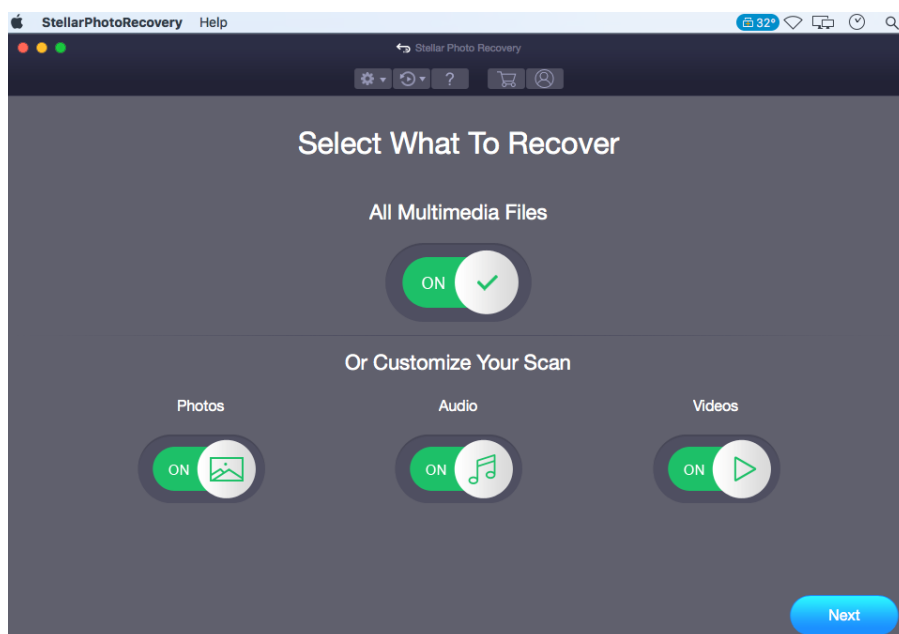 StellarPhotoRecovery Help 32°
Stellar Photo Recovery
?
Select What To Recover
All Multimedia Files
ON
Or Customize Your Scan
Photos Audio Videos
ON ON ON
Next